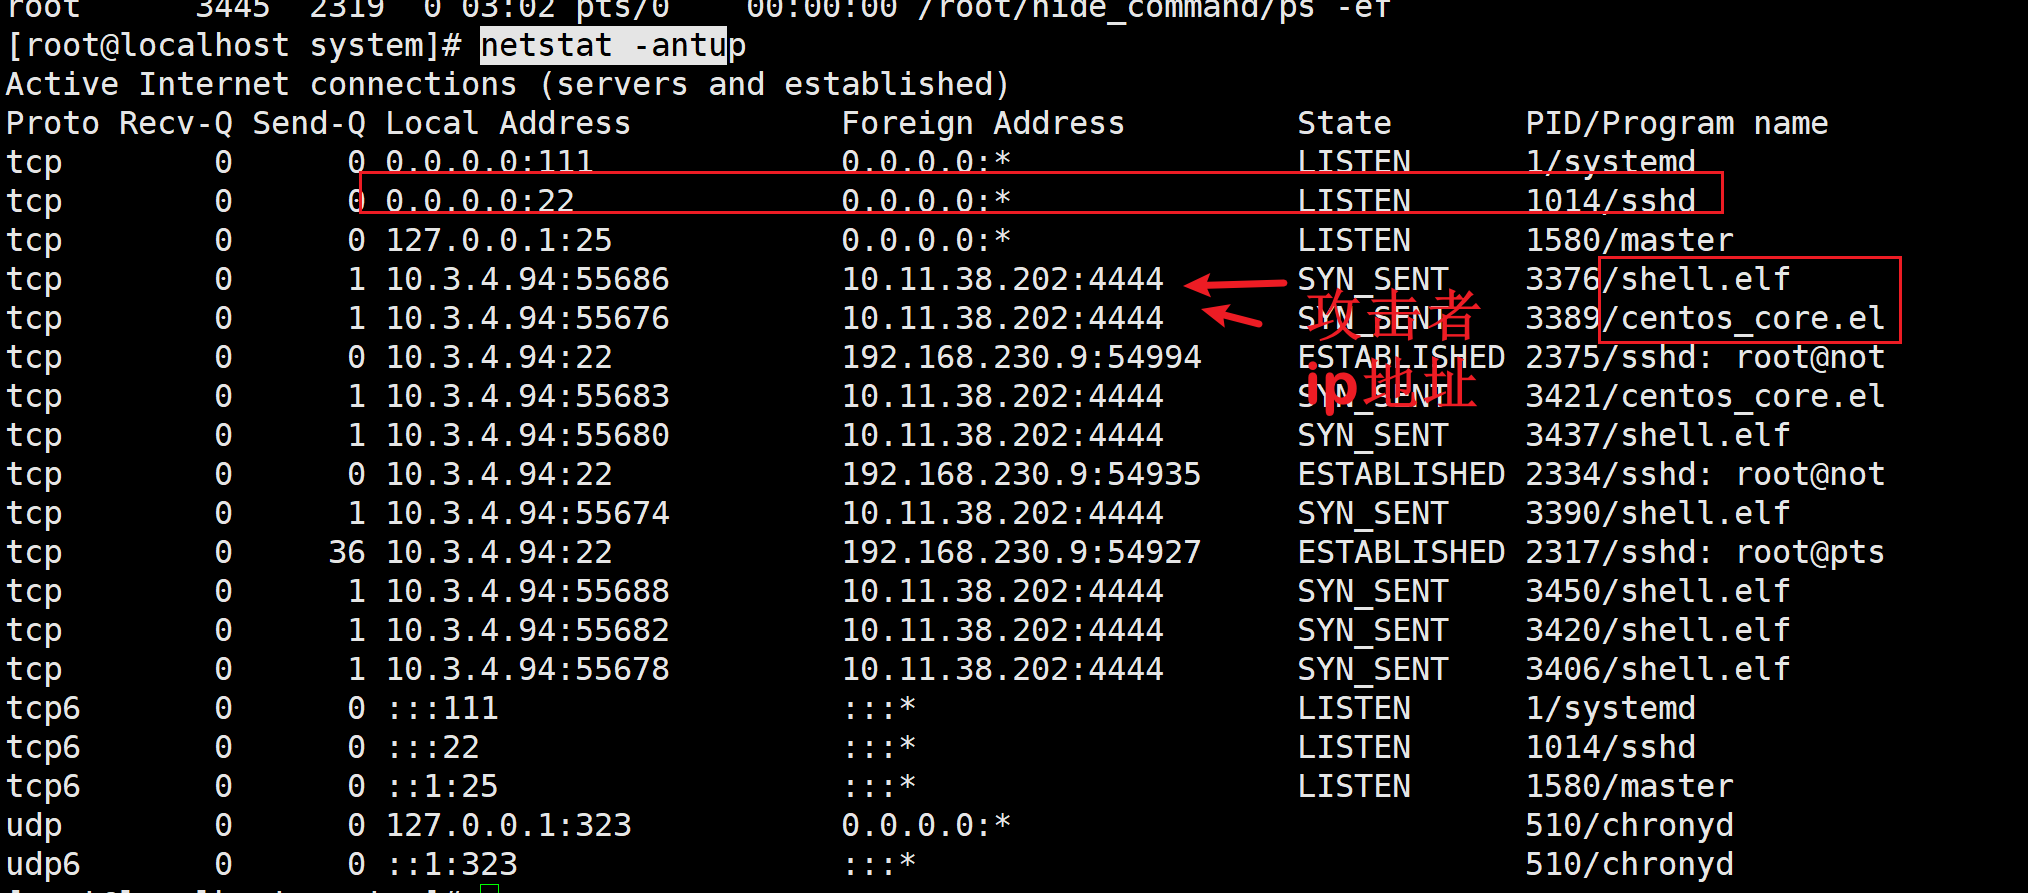 root      3445  2319  0 03:02 pts/0    00:00:00 /root/hide_command/ps -ef
[root@localhost system]# netstat -antup
Active Internet connections (servers and established)
Proto Recv-Q Send-Q Local Address           Foreign Address         State       PID/Program name
tcp        0      0 0.0.0.0:111             0.0.0.0:*               LISTEN      1/systemd
tcp        0      0 0.0.0.0:22              0.0.0.0:*               LISTEN      1014/sshd
tcp        0      0 127.0.0.1:25            0.0.0.0:*               LISTEN      1580/master
tcp        0      1 10.3.4.94:55686         10.11.38.202:4444       SYN_SENT    3376/shell.elf
tcp        0      1 10.3.4.94:55676         10.11.38.202:4444       SYN_SENT    3389/centos_core.el
攻击者
tcp        0      0 10.3.4.94:22            192.168.230.9:54994     ESTABLISHED 2375/sshd: root@not
tcp        0      1 10.3.4.94:55683         10.11.38.202:4444       SYN_SENT    3421/centos_core.el
ip地址
tcp        0      1 10.3.4.94:55680         10.11.38.202:4444       SYN_SENT    3437/shell.elf
tcp        0      0 10.3.4.94:22            192.168.230.9:54935     ESTABLISHED 2334/sshd: root@not
tcp        0      1 10.3.4.94:55674         10.11.38.202:4444       SYN_SENT    3390/shell.elf
tcp        0     36 10.3.4.94:22            192.168.230.9:54927     ESTABLISHED 2317/sshd: root@pts
tcp        0      1 10.3.4.94:55688         10.11.38.202:4444       SYN_SENT    3450/shell.elf
tcp        0      1 10.3.4.94:55682         10.11.38.202:4444       SYN_SENT    3420/shell.elf
tcp        0      1 10.3.4.94:55678         10.11.38.202:4444       SYN_SENT    3406/shell.elf
tcp6       0      0 :::111                  :::*                    LISTEN      1/systemd
tcp6       0      0 :::22                   :::*                    LISTEN      1014/sshd
tcp6       0      0 ::1:25                  :::*                    LISTEN      1580/master
udp        0      0 127.0.0.1:323           0.0.0.0:*                           510/chronyd
udp6       0      0 ::1:323                 :::*                                510/chronyd